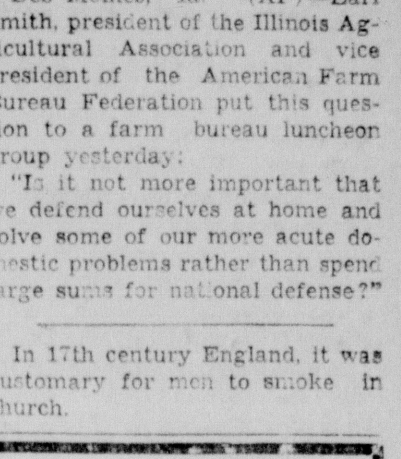 mith, president of the Illinois Ag-
icultural Association and vice
resident of the American Farm
ureau Federation put this ques-
ion to a farm bureau luncheon
roup yesterday:
"Is it not more important that
e defend ourselves at home and
olve some of our more acute do-
nestic problems rather than spend
arge sums for national defense?"
In 17th century England, it was
ustomary for men to smoke in
hurch.